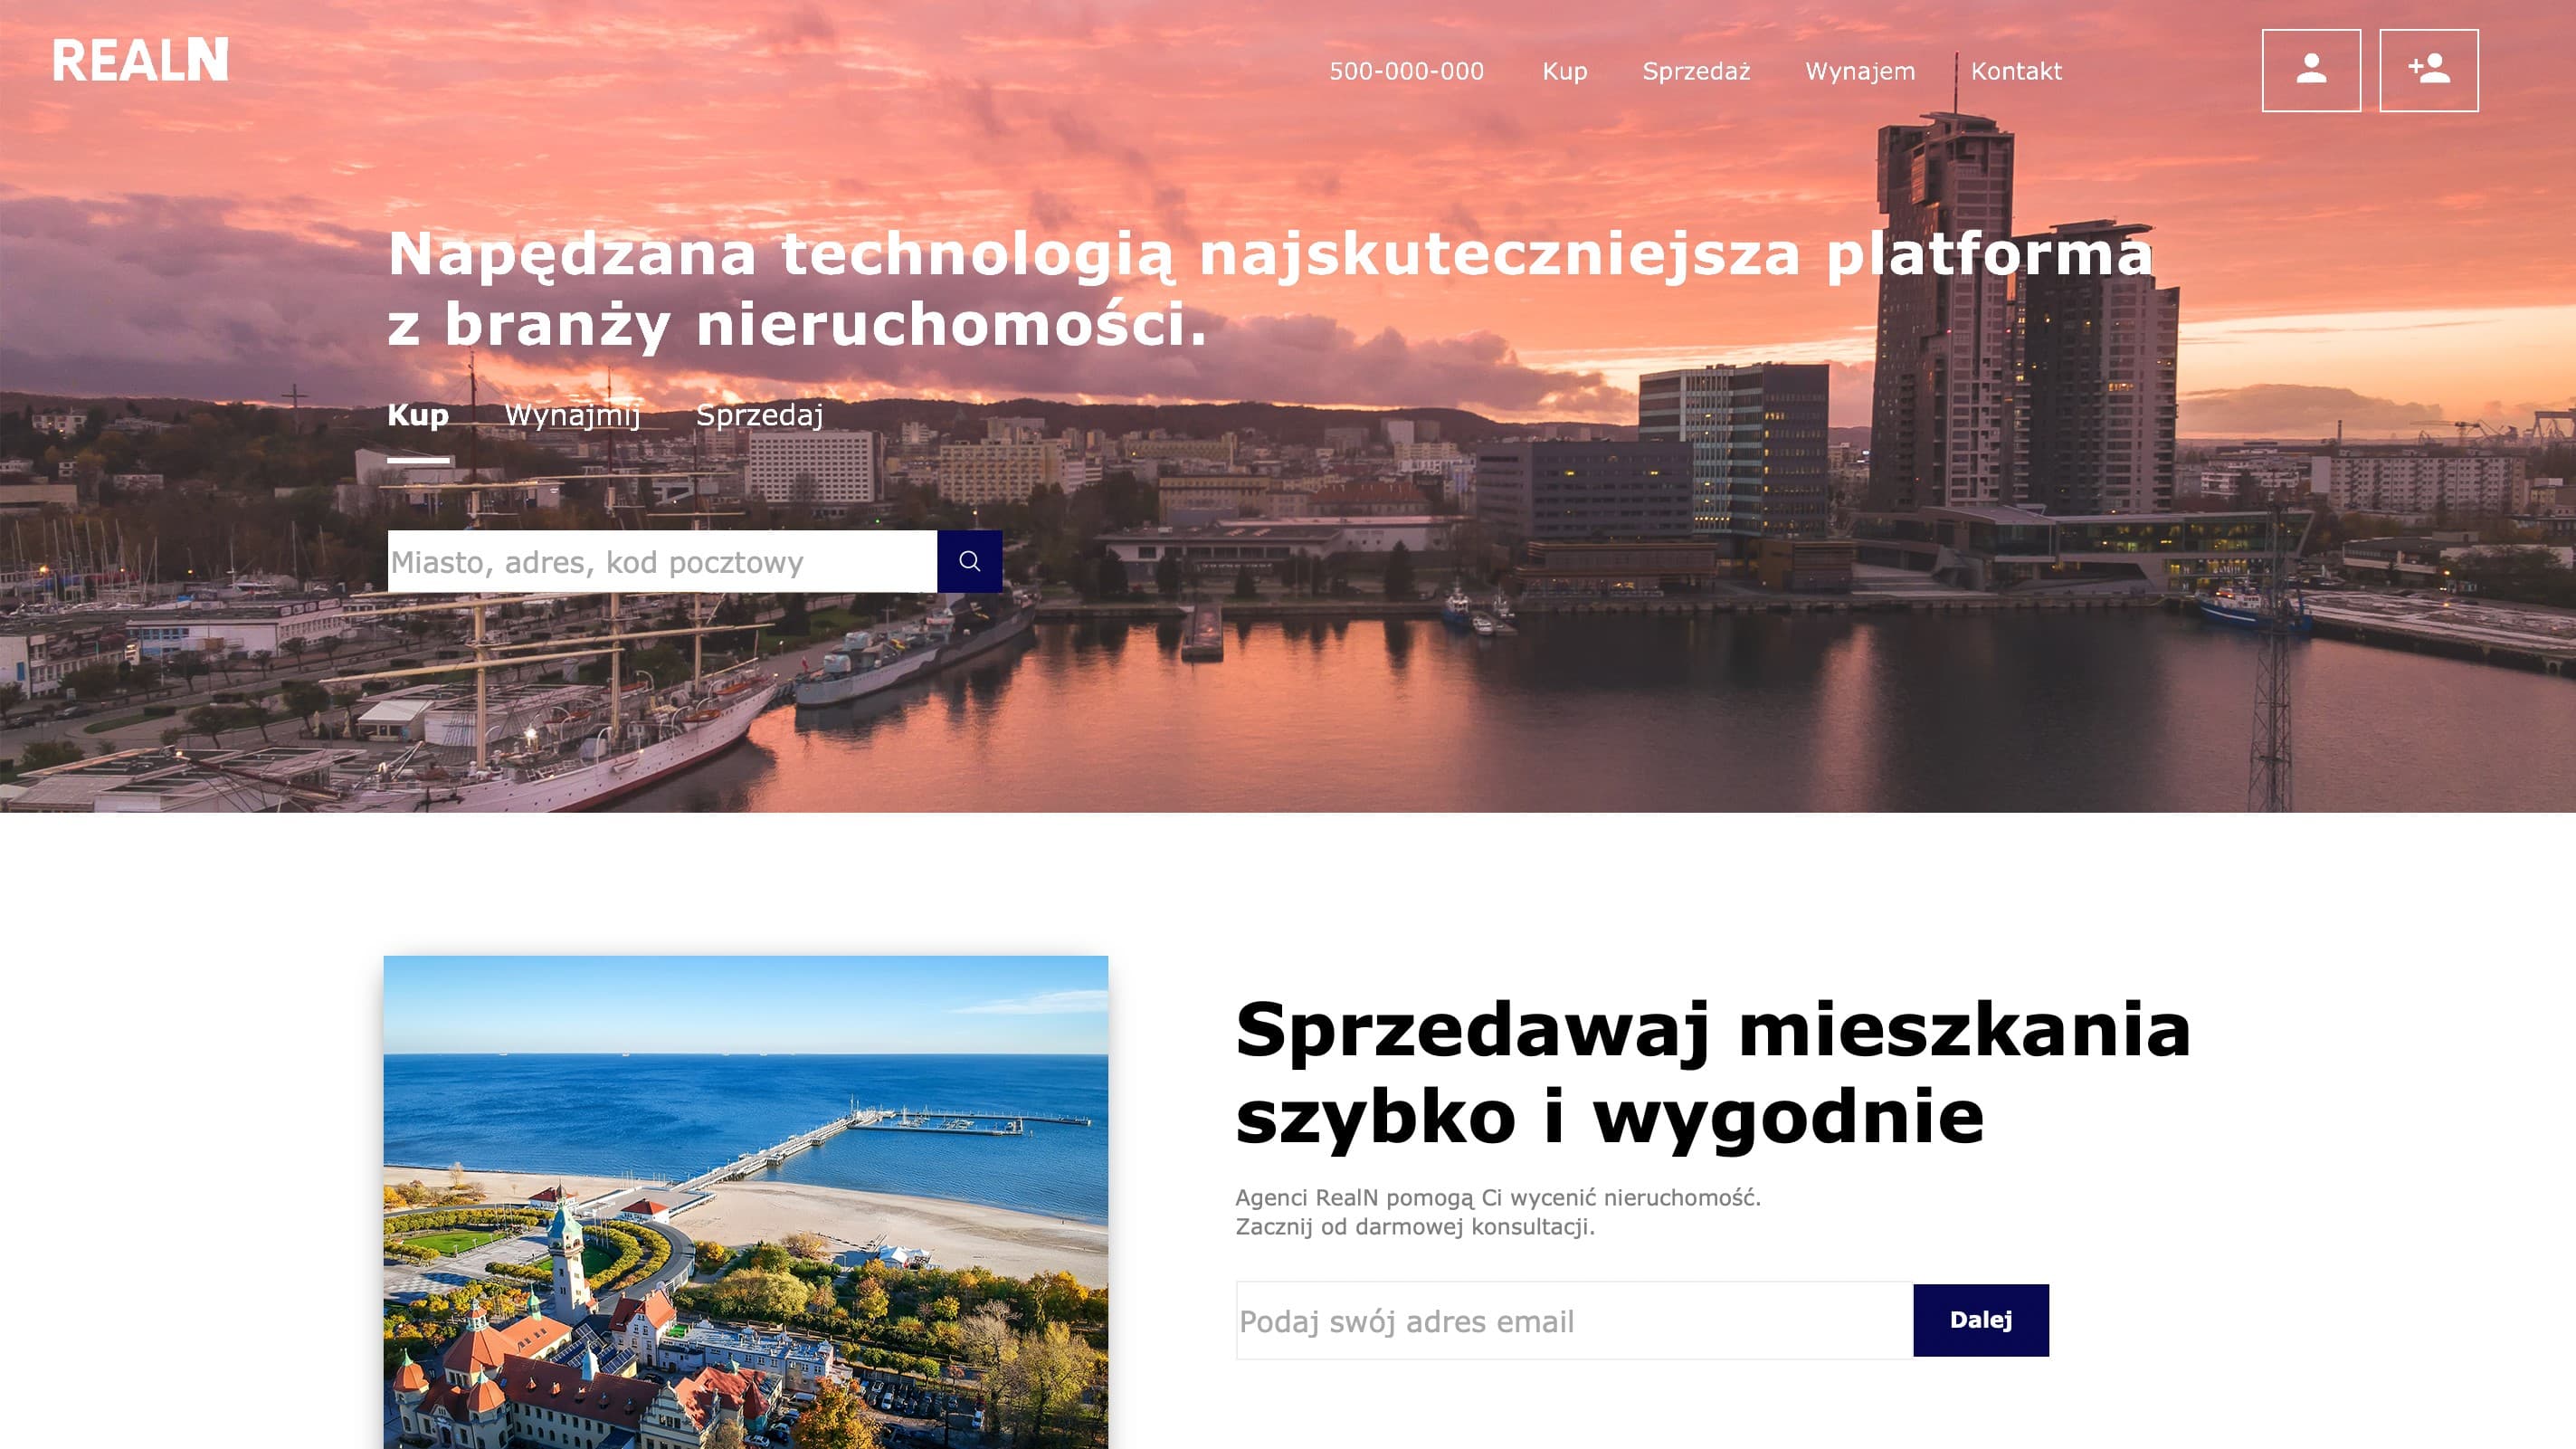 REALN
500-000-000 Kup Sprzedaż Wynajem Kontakt
Napędzana technologią najskuteczniejsza platforma
z branży nieruchomości.
Kup Wynajmij Sprzedaj
Miasto, adres, kod pocztowy
Sprzedawaj mieszkania
szybko i wygodnie
Agenci RealN pomogą Ci wycenić nieruchomość.
Zacznij od darmowej konsultacji.
Podaj swój adres email
Dalej